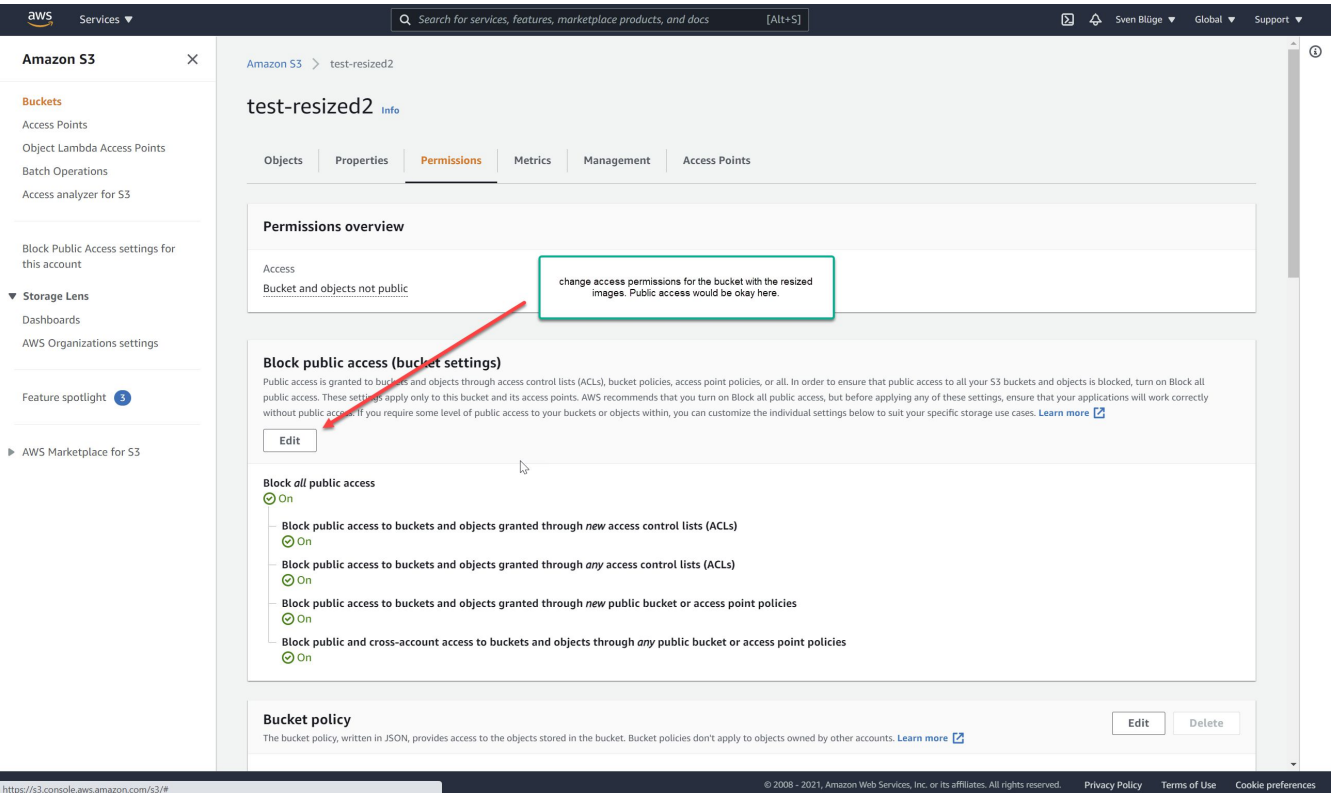 aws
Services ▼
Search for services, features, marketplace products, and docs
[Alt+S]
Sven Blüge ▼
Global ▼
Support ▼
Amazon S3
Buckets
Access Points
Object Lambda Access Points
Batch Operations
Access analyzer for S3
Block Public Access settings for
this account
Storage Lens
Dashboards
AWS Organizations settings
Feature spotlight 3
AWS Marketplace for S3
Amazon S3 > test-resized2
test-resized2 Info
Objects
Properties
Permissions
Metrics
Management
Access Points
Permissions overview
Access
Bucket and objects not public
change access permissions for the bucket with the resized
images. Public access would be okay here.
Block public access (bucket settings)
Public access is granted to buckets and objects through access control lists (ACLs), bucket policies, access point policies, or all. In order to ensure that public access to all your S3 buckets and objects is blocked, turn on Block all
public access. These settings apply only to this bucket and its access points. AWS recommends that you turn on Block all public access, but before applying any of these settings, ensure that your applications will work correctly
without public access. If you require some level of public access to your buckets or objects within, you can customize the individual settings below to suit your specific storage use cases. Learn more
Edit
Block all public access
On
Block public access to buckets and objects granted through new access control lists (ACLs)
On
Block public access to buckets and objects granted through any access control lists (ACLs)
On
Block public access to buckets and objects granted through new public bucket or access point policies
On
Block public and cross-account access to buckets and objects through any public bucket or access point policies
On
Bucket policy
The bucket policy, written in JSON, provides access to the objects stored in the bucket. Bucket policies don't apply to objects owned by other accounts. Learn more
Edit
Delete
https://s3.console.aws.amazon.com/s3/#
© 2008 - 2021, Amazon Web Services, Inc. or its affiliates. All rights reserved.
Privacy Policy
Terms of Use
Cookie preferences